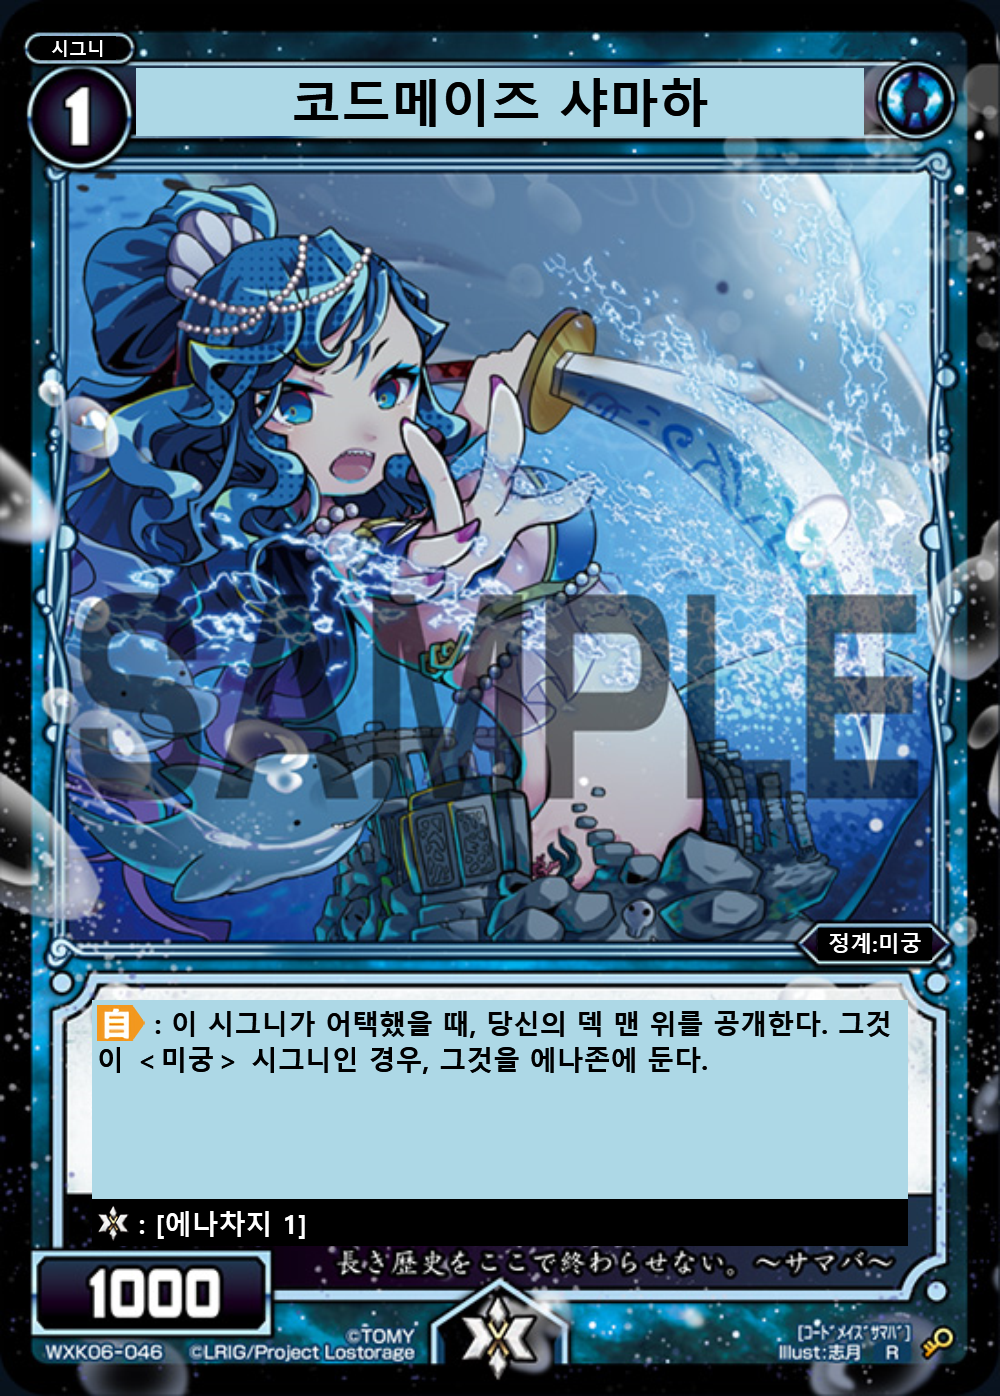 시그니
1
코드메이즈 샤마하
SAMPLE
정계:미궁
自 : 이 시그니가 어택했을 때, 당신의 덱 맨 위를 공개한다. 그것
이 <미궁> 시그니인 경우, 그것을 에나존에 둔다.
: [에나차지 1]
長き歴史をここで終わらせない。～サマバ～
1000
©TOMY
[コードメイズ サマバ]
WXK06-046 ©LRIG/Project Lostorage
Illust:志月 R